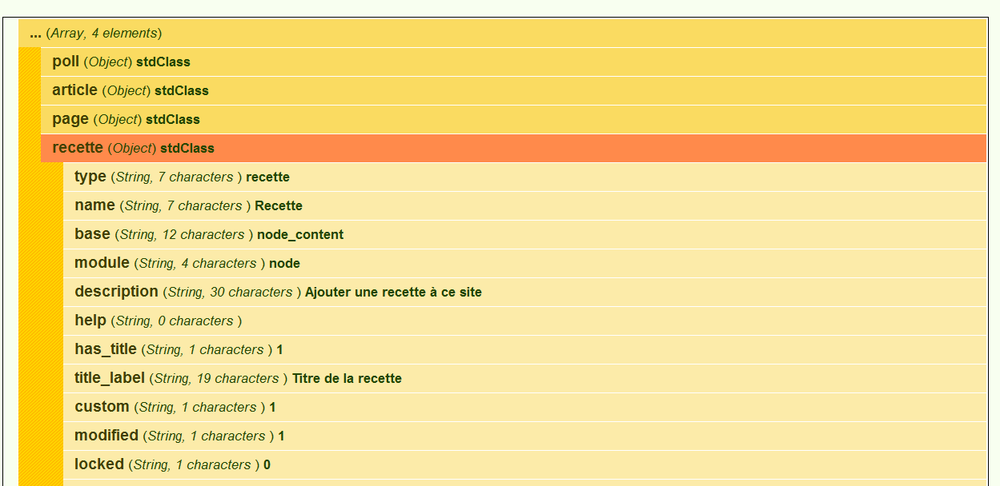 ... (Array, 4 elements)
poll (Object) stdClass
article (Object) stdClass
page (Object) stdClass
recette (Object) stdClass
type (String, 7 characters ) recette
name (String, 7 characters ) Recette
base (String, 12 characters ) node_content
module (String, 4 characters ) node
description (String, 30 characters ) Ajouter une recette à ce site
help (String, 0 characters )
has_title (String, 1 characters ) 1
title_label (String, 19 characters ) Titre de la recette
custom (String, 1 characters ) 1
modified (String, 1 characters ) 1
locked (String, 1 characters ) 0